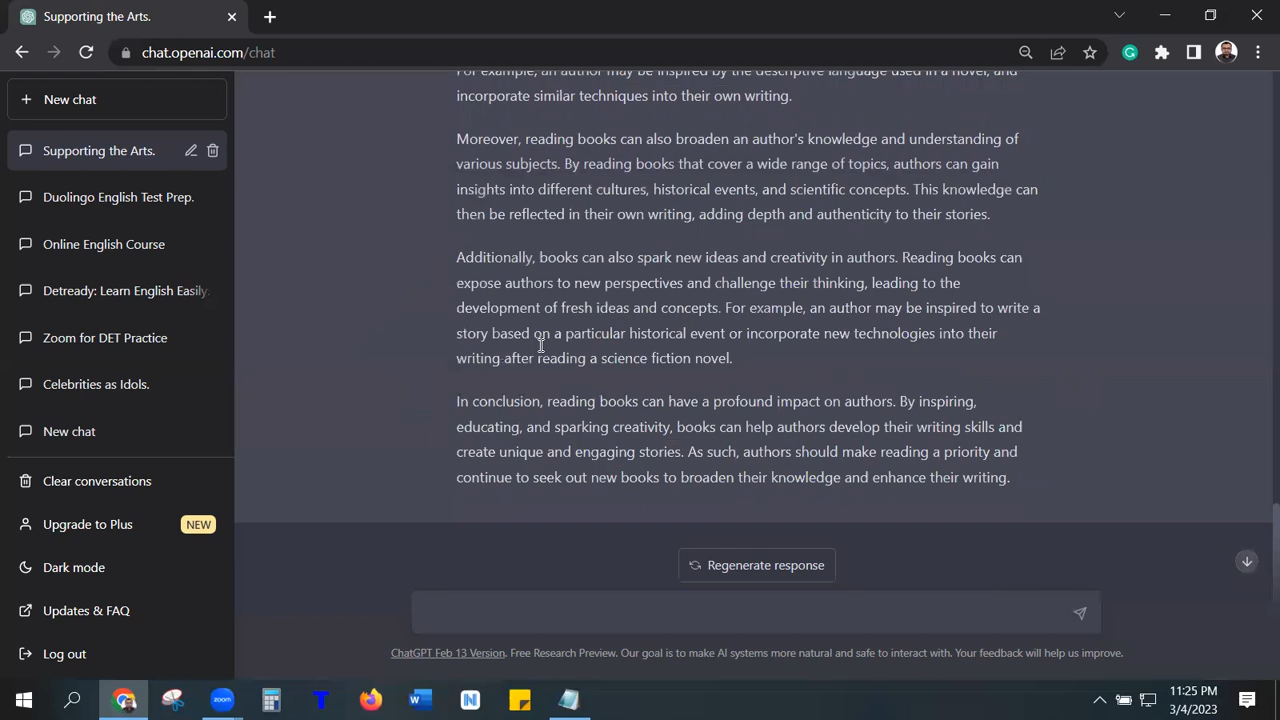 Supporting the Arts.
chat.openai.com/chat
New chat
Supporting the Arts.
Duolingo English Test Prep.
Online English Course
Detready: Learn English Easily.
Zoom for DET Practice
Celebrities as Idols.
New chat
Clear conversations
Upgrade to Plus NEW
Dark mode
Updates & FAQ
Log out
For example, an author may be inspired by the descriptive language used in a novel, and
incorporate similar techniques into their own writing.
Moreover, reading books can also broaden an author's knowledge and understanding of
various subjects. By reading books that cover a wide range of topics, authors can gain
insights into different cultures, historical events, and scientific concepts. This knowledge can
then be reflected in their own writing, adding depth and authenticity to their stories.
Additionally, books can also spark new ideas and creativity in authors. Reading books can
expose authors to new perspectives and challenge their thinking, leading to the
development of fresh ideas and concepts. For example, an author may be inspired to write a
story based on a particular historical event or incorporate new technologies into their
writing after reading a science fiction novel.
In conclusion, reading books can have a profound impact on authors. By inspiring,
educating, and sparking creativity, books can help authors develop their writing skills and
create unique and engaging stories. As such, authors should make reading a priority and
continue to seek out new books to broaden their knowledge and enhance their writing.
Regenerate response
ChatGPT Feb 13 Version. Free Research Preview. Our goal is to make AI systems more natural and safe to interact with. Your feedback will help us improve.
zoom
11:25 PM
3/4/2023